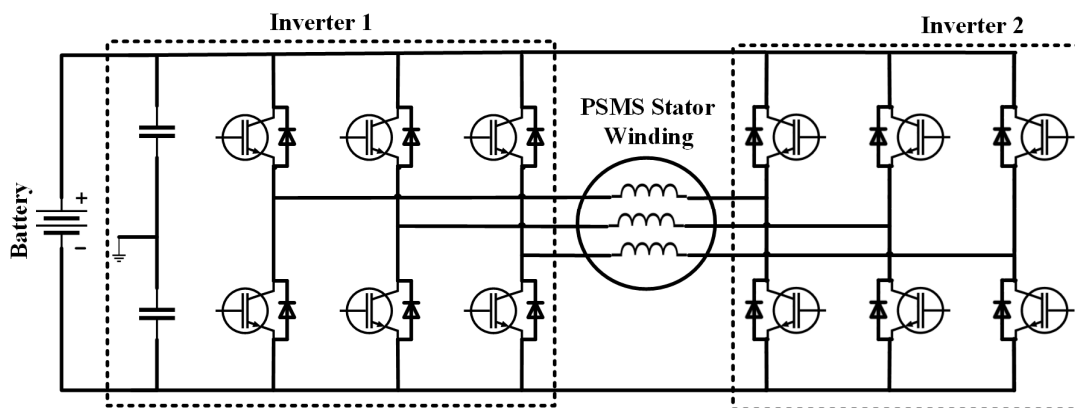 Inverter 1
Inverter 2
PSMS Stator
Winding
Battery
+
-